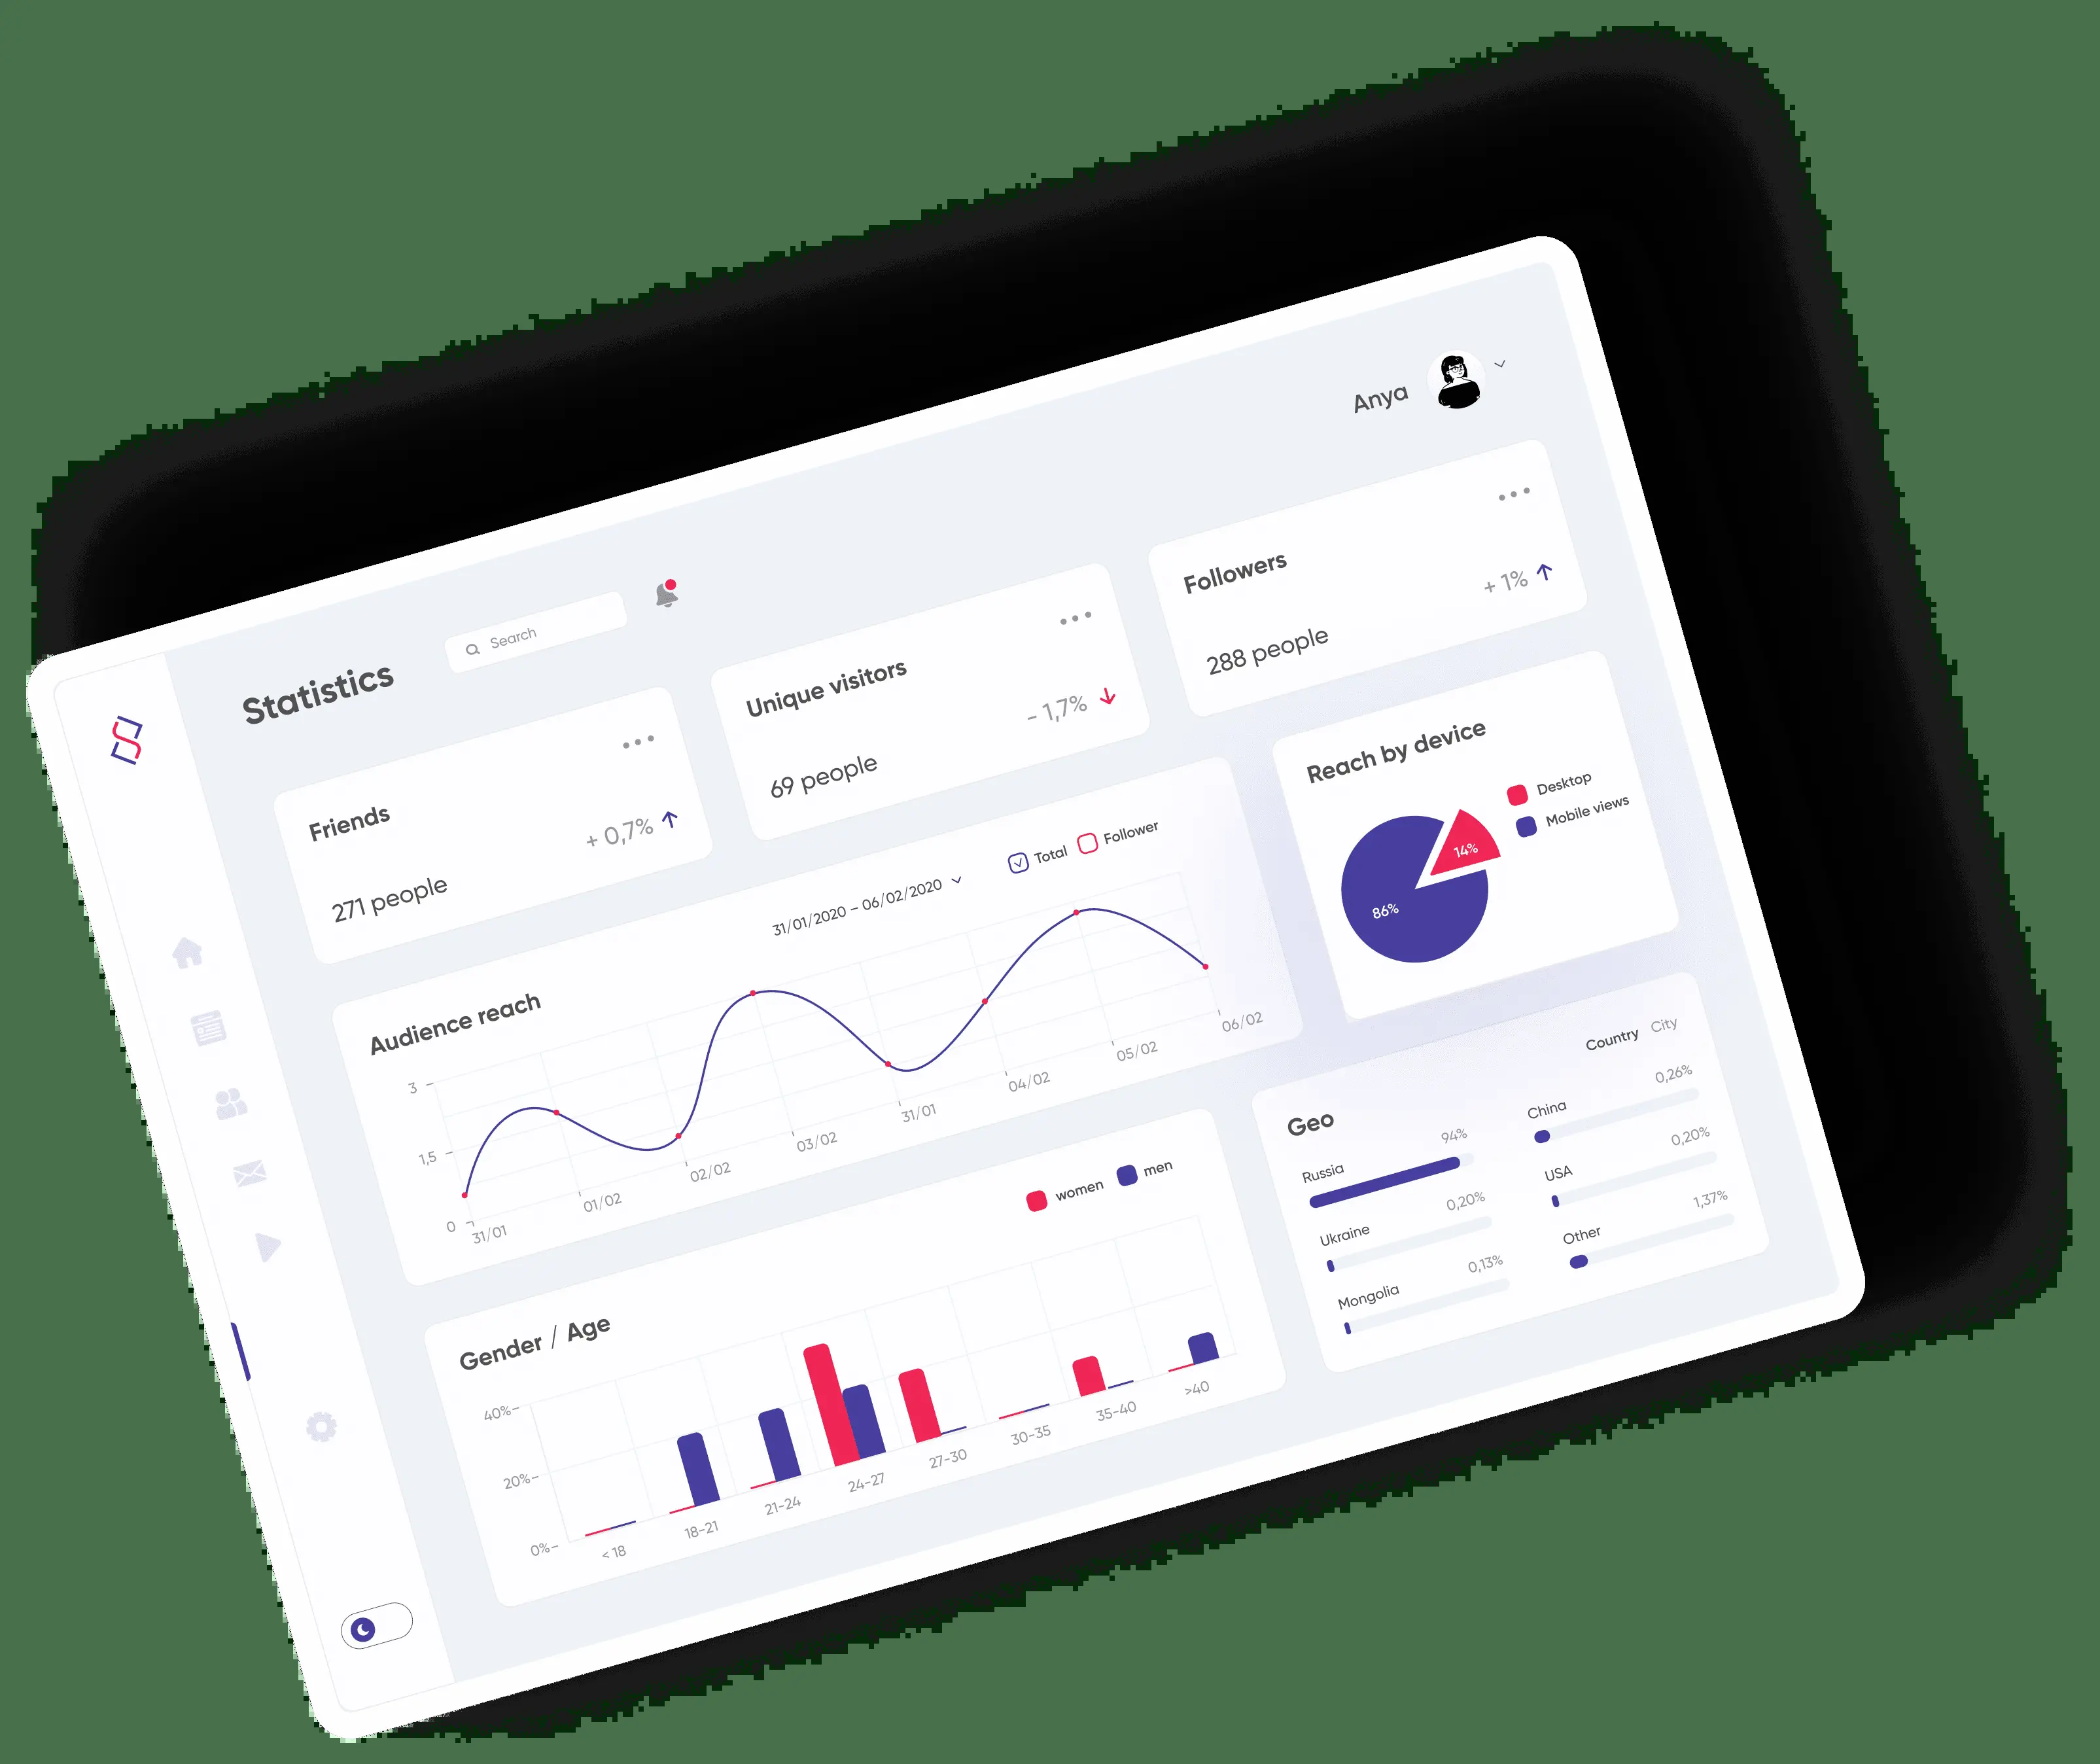 Anya
Statistics
Search
Friends
+ 0,7%
271 people
Unique visitors
- 1,7%
69 people
Followers
+ 1%
288 people
Audience reach
31/01/2020 – 06/02/2020
Total
Follower
3
1,5
0
31/01
01/02
02/02
03/02
31/01
04/02
05/02
06/02
Reach by device
Desktop
Mobile views
14%
86%
Gender / Age
women
men
40%
20%
0%
< 18
18-21
21-24
24-27
27-30
30-35
35-40
>40
Geo
Country City
Russia 94%
Ukraine 0,20%
Mongolia 0,13%
China 0,26%
USA 0,20%
Other 1,37%